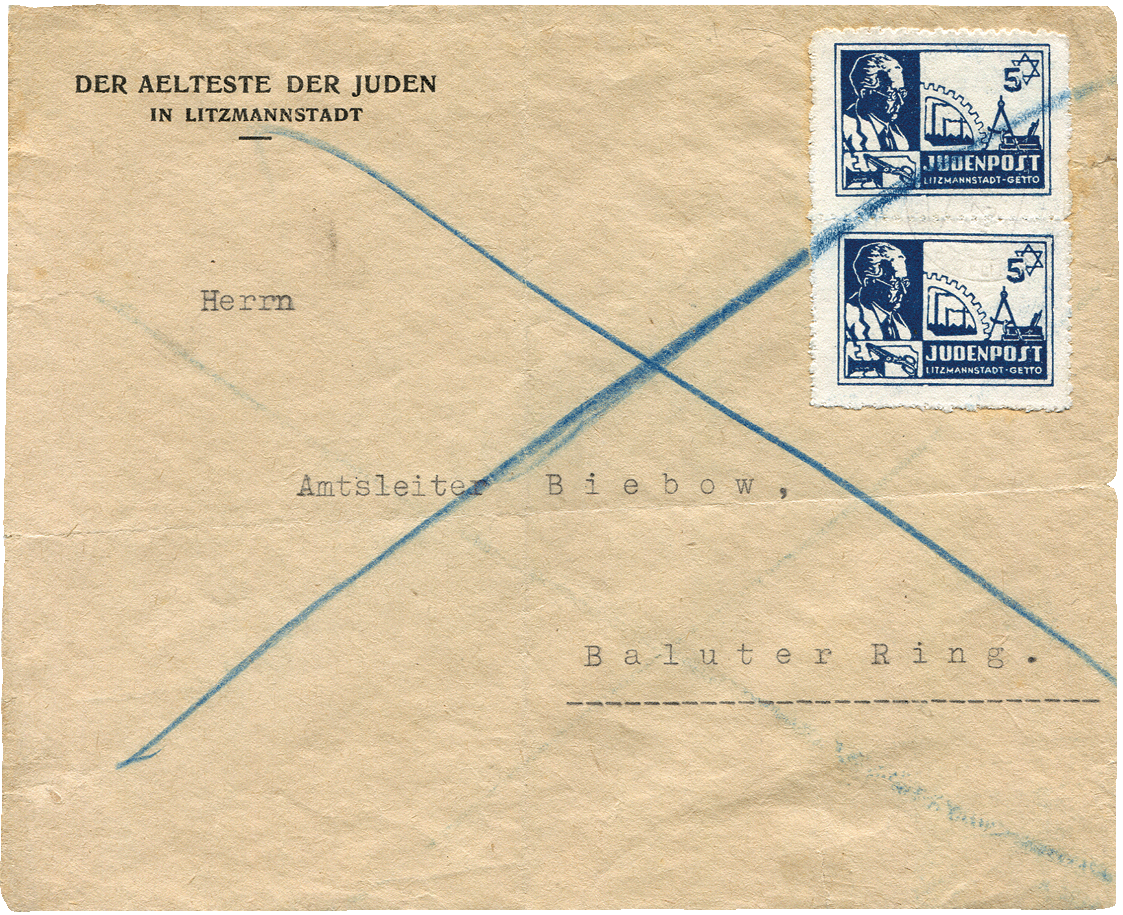 DER AELTESTE DER JUDEN
IN LITZMANNSTADT
5
JUDENPOST
LITZMANNSTADT-GETTO
5
JUDENPOST
LITZMANNSTADT-GETTO
Herrn
Amtsleiter Biebow,
Baluter Ring.